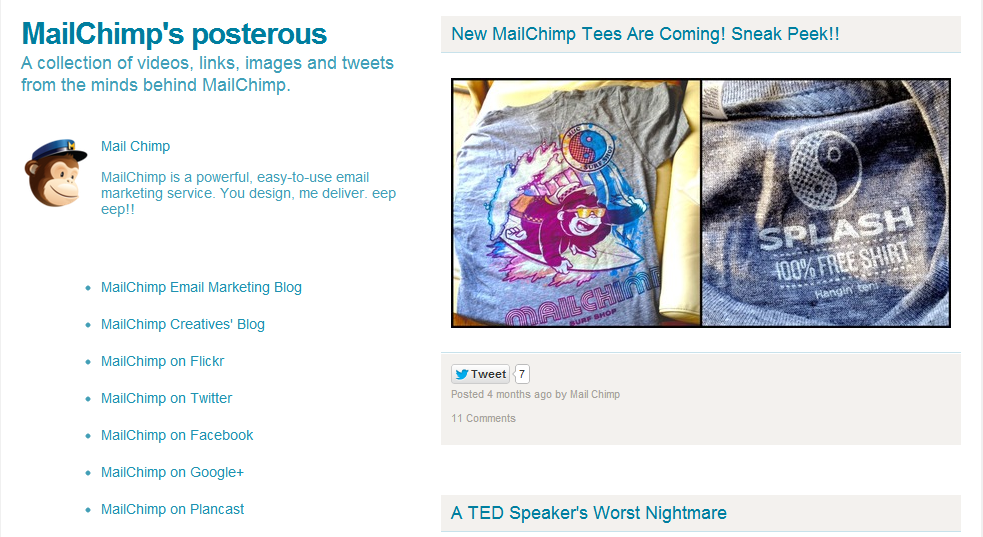 MailChimp's posterous
A collection of videos, links, images and tweets
from the minds behind MailChimp.
Mail Chimp
MailChimp is a powerful, easy-to-use email
marketing service. You design, me deliver. eep
eep!!
MailChimp Email Marketing Blog
MailChimp Creatives' Blog
MailChimp on Flickr
MailChimp on Twitter
MailChimp on Facebook
MailChimp on Google+
MailChimp on Plancast
New MailChimp Tees Are Coming! Sneak Peek!!
SURF SHOP
MAILCHIMP
SURF SHOP
SPLASH
100% FREE SHIRT
Hangin' ten!
Tweet 7
Posted 4 months ago by Mail Chimp
11 Comments
A TED Speaker's Worst Nightmare